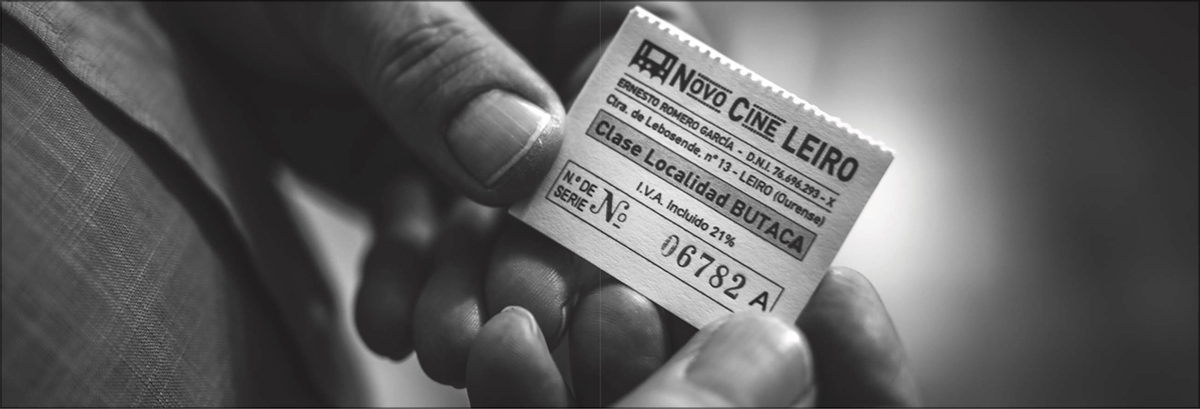 NOVO CINE LEIRO
ERNESTO ROMERO GARCÍA - D.N.I. 76.696.293 - X
Ctra. de Lebosende, nº 13 - LEIRO (Ourense)
Clase Localidad BUTACA
I.V.A. Incluido 21%
N.º DE
SERIE Nº 06782 A